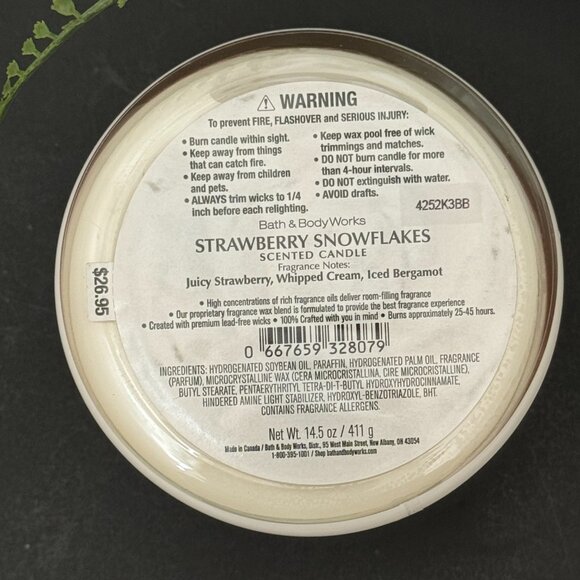 ⚠ WARNING
To prevent FIRE, FLASHOVER and SERIOUS INJURY:
• Burn candle within sight.
• Keep away from things
that can catch fire.
• Keep away from children
and pets.
• ALWAYS trim wicks to 1/4
inch before each relighting.
• Keep wax pool free of wick
trimmings and matches.
• DO NOT burn candle for more
than 4-hour intervals.
• DO NOT extinguish with water.
• AVOID drafts.
4252K3BB
Bath & Body Works
STRAWBERRY SNOWFLAKES
SCENTED CANDLE
Fragrance Notes:
Juicy Strawberry, Whipped Cream, Iced Bergamot
$26.95
• High concentrations of rich fragrance oils deliver room-filling fragrance
• Our proprietary fragrance wax blend is formulated to provide the best fragrance experience
• Created with premium lead-free wicks • 100% Crafted with you in mind • Burns approximately 25-45 hours.
0 667659 328079
INGREDIENTS: HYDROGENATED SOYBEAN OIL, PARAFFIN, HYDROGENATED PALM OIL, FRAGRANCE
(PARFUM), MICROCRYSTALLINE WAX (CERA MICROCRISTALLINA, CIRE MICROCRISTALLINE),
BUTYL STEARATE, PENTAERYTHRITYL TETRA-DI-T-BUTYL HYDROXYHYDROCINNAMATE,
HINDERED AMINE LIGHT STABILIZER, HYDROXYL-BENZOTRIAZOLE, BHT.
CONTAINS FRAGRANCE ALLERGENS.
Net Wt. 14.5 oz / 411 g
Made in Canada / Bath & Body Works, Distr., 95 West Main Street, New Albany, OH 43054
1-800-395-1001 / Shop bathandbodyworks.com